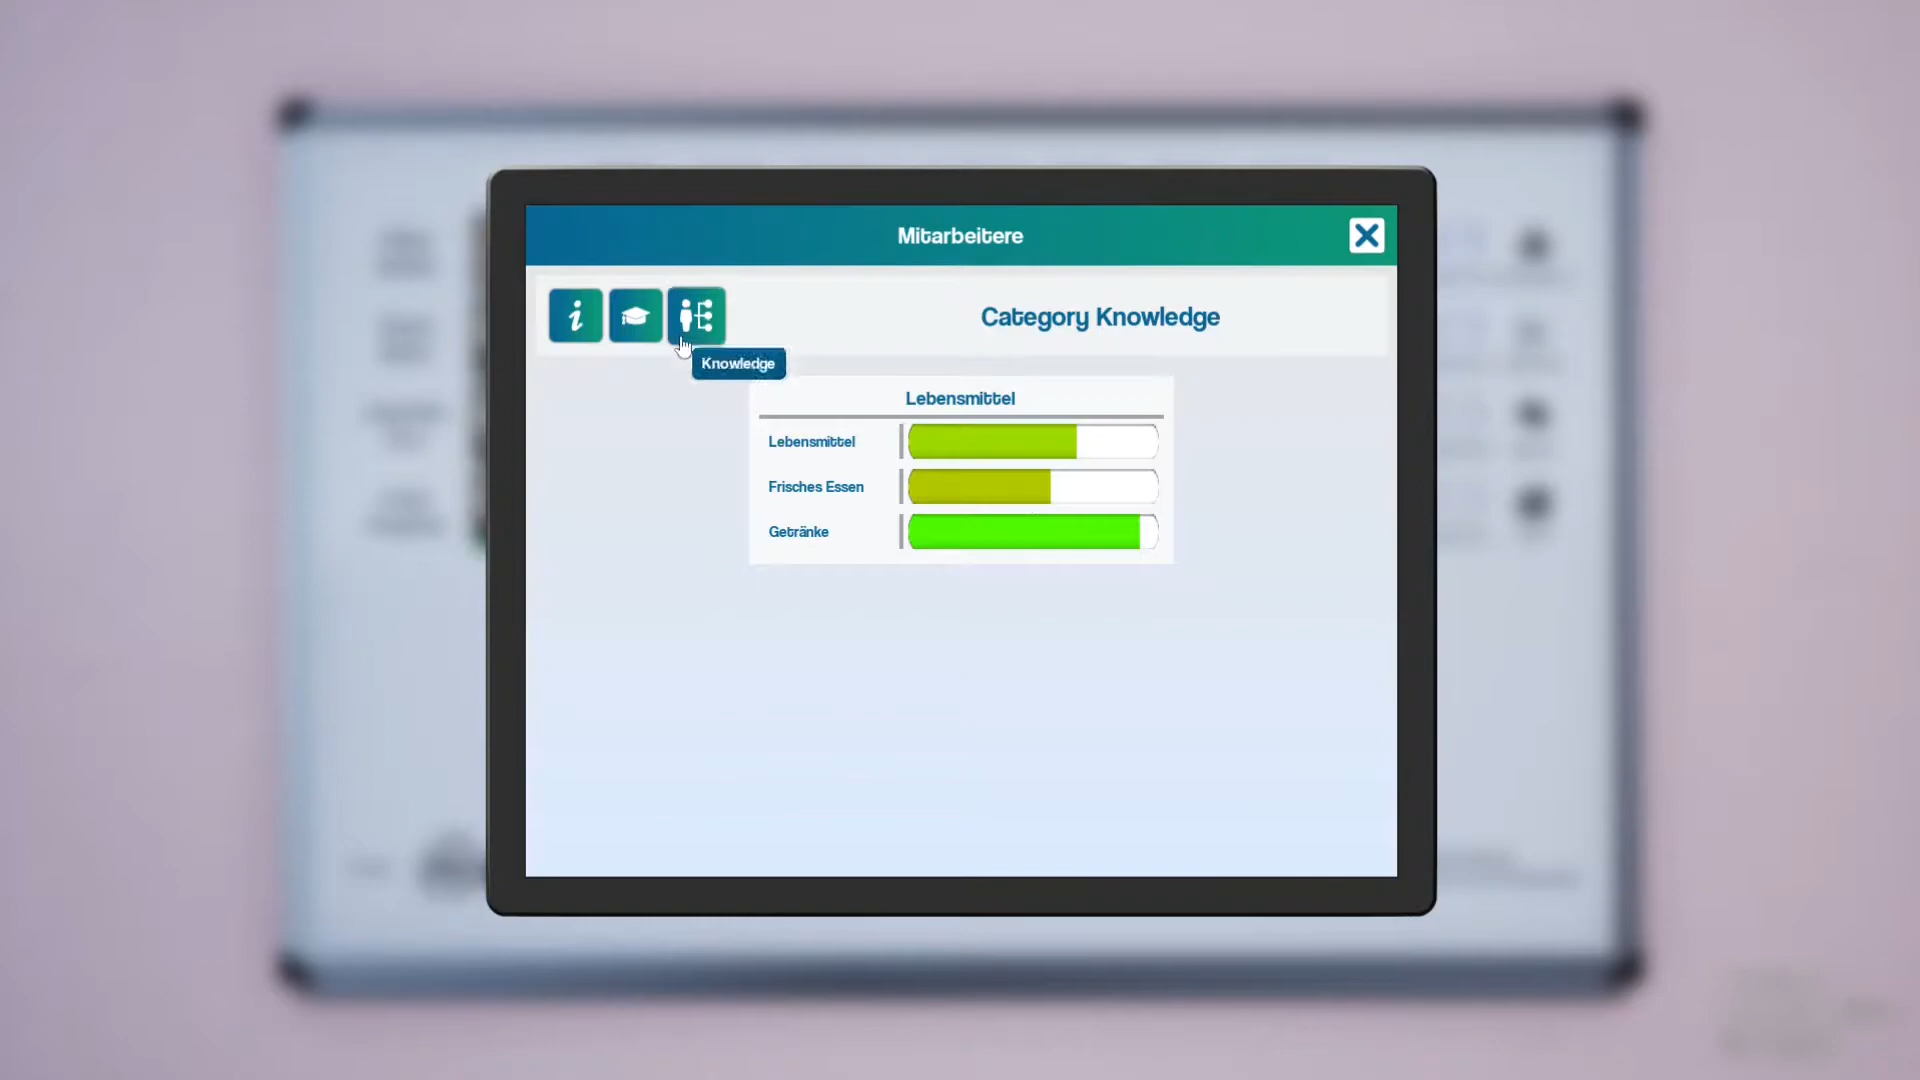 Mitarbeitere
Category Knowledge
Knowledge
Lebensmittel
Lebensmittel
Frisches Essen
Getränke